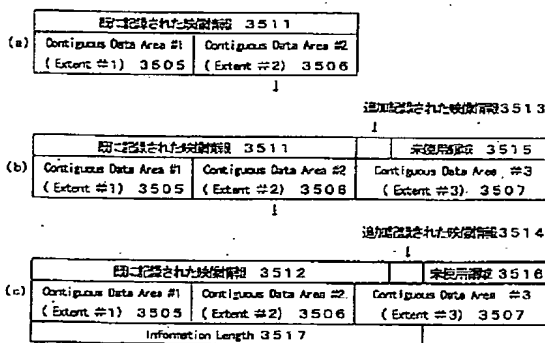 既に記録された映像情報 3511
(a) Contiguous Data Area #1 Contiguous Data Area #2
(Extent #1) 3505 (Extent #2) 3506
追加記録された映像情報3513
既に記録された映像情報 3511 未使用領域 3515
(b) Contiguous Data Area #1 Contiguous Data Area #2 Contiguous Data Area #3
(Extent #1) 3505 (Extent #2) 3506 (Extent #3) 3507
追加記録された映像情報3514
既に記録された映像情報 3512 未使用領域 3516
(c) Contiguous Data Area #1 Contiguous Data Area #2 Contiguous Data Area #3
(Extent #1) 3505 (Extent #2) 3506 (Extent #3) 3507
Information Length 3517